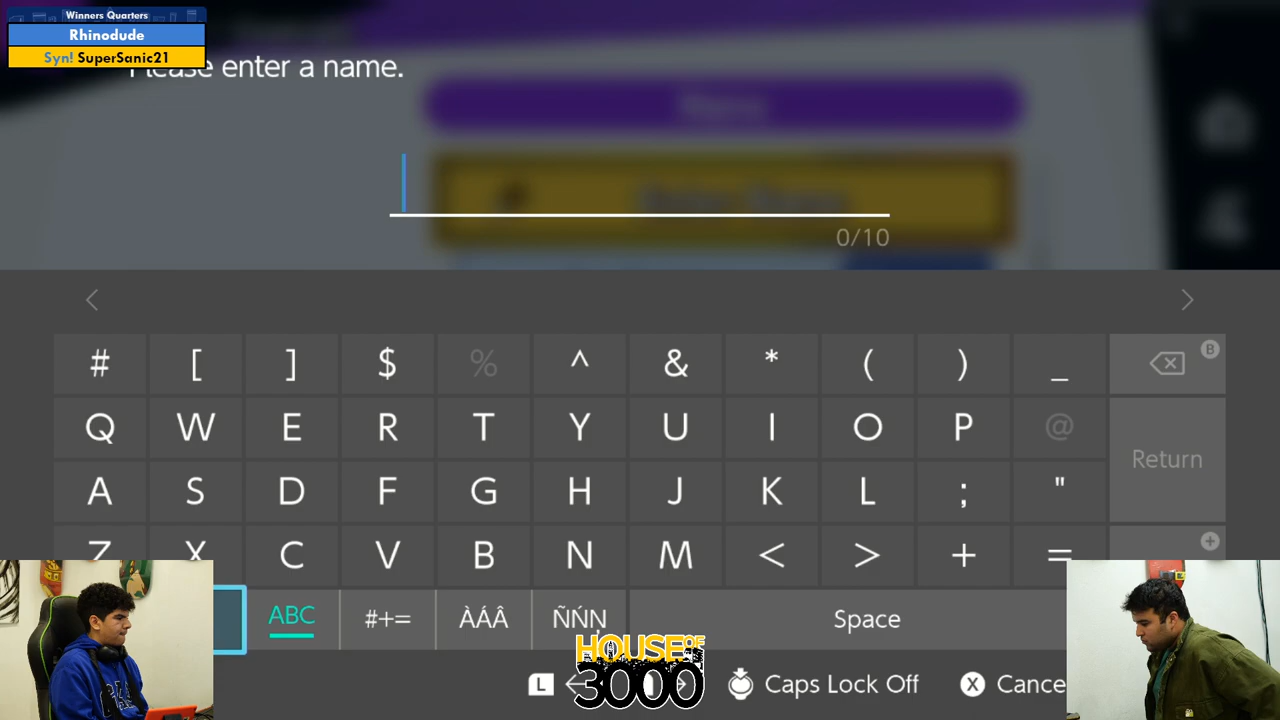 Winners Quarters
Rhinodude
Syn! SuperSanic21
Please enter a name.
0/10
# [ ] $ % ^ & * ( ) _ B
Q W E R T Y U I O P @
Return
A S D F G H J K L ; "
Z X C V B N M < > + = +
ABC #+= ÀÁÂ ÑŃŅ Space
HOUSE OF
3000
L Caps Lock Off X Cance